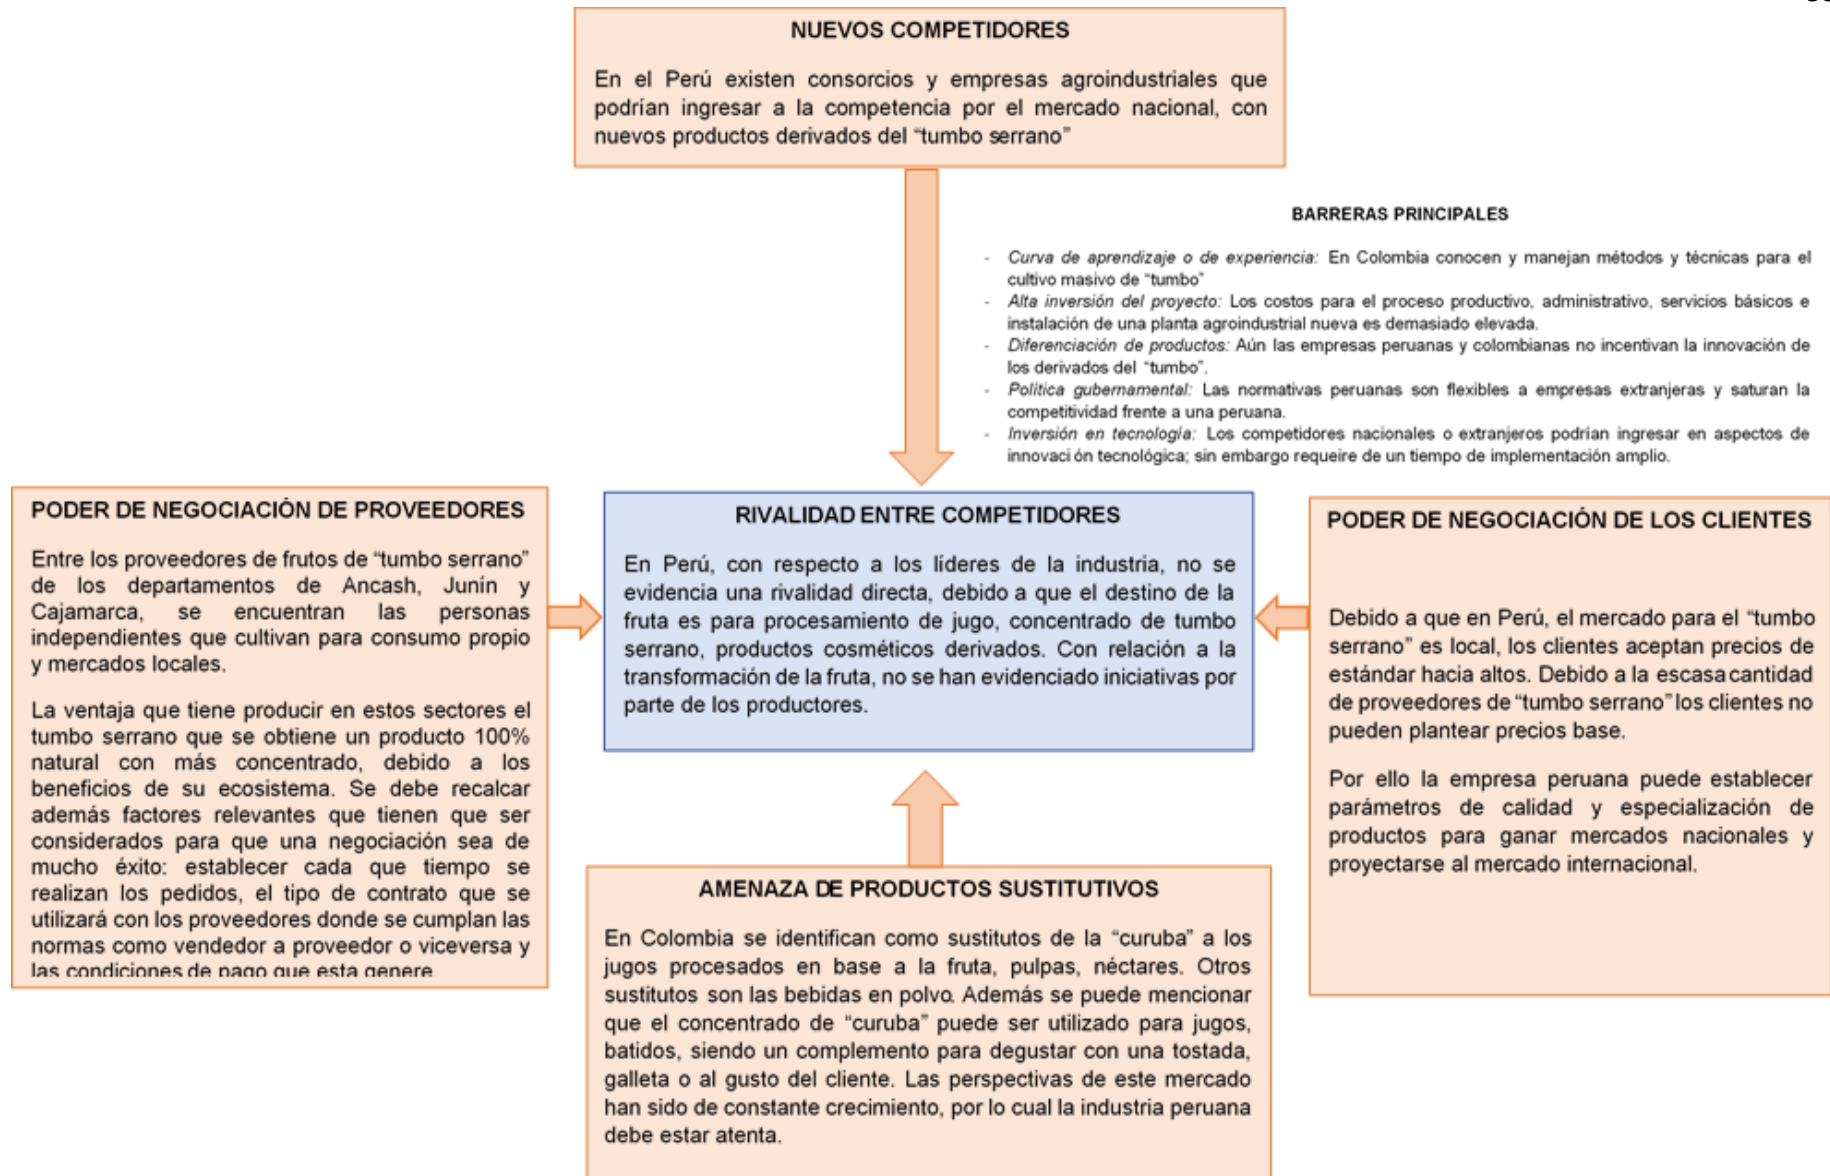 NUEVOS COMPETIDORES
En el Perú existen consorcios y empresas agroindustriales que
podrían ingresar a la competencia por el mercado nacional, con
nuevos productos derivados del “tumbo serrano”
BARRERAS PRINCIPALES
- Curva de aprendizaje o de experiencia: En Colombia conocen y manejan métodos y técnicas para el
cultivo masivo de “tumbo”
- Alta inversión del proyecto: Los costos para el proceso productivo, administrativo, servicios básicos e
instalación de una planta agroindustrial nueva es demasiado elevada.
- Diferenciación de productos: Aún las empresas peruanas y colombianas no incentivan la innovación de
los derivados del “tumbo”.
- Política gubernamental: Las normativas peruanas son flexibles a empresas extranjeras y saturan la
competitividad frente a una peruana.
- Inversión en tecnología: Los competidores nacionales o extranjeros podrían ingresar en aspectos de
innovaci ón tecnológica; sin embargo requeire de un tiempo de implementación amplio.
PODER DE NEGOCIACIÓN DE PROVEEDORES
Entre los proveedores de frutos de “tumbo serrano”
de los departamentos de Ancash, Junín y
Cajamarca, se encuentran las personas
independientes que cultivan para consumo propio
y mercados locales.
La ventaja que tiene producir en estos sectores el
tumbo serrano que se obtiene un producto 100%
natural con más concentrado, debido a los
beneficios de su ecosistema. Se debe recalcar
además factores relevantes que tienen que ser
considerados para que una negociación sea de
mucho éxito: establecer cada que tiempo se
realizan los pedidos, el tipo de contrato que se
utilizará con los proveedores donde se cumplan las
normas como vendedor a proveedor o viceversa y
las condiciones de pago que esta genere
RIVALIDAD ENTRE COMPETIDORES
En Perú, con respecto a los líderes de la industria, no se
evidencia una rivalidad directa, debido a que el destino de la
fruta es para procesamiento de jugo, concentrado de tumbo
serrano, productos cosméticos derivados. Con relación a la
transformación de la fruta, no se han evidenciado iniciativas por
parte de los productores.
PODER DE NEGOCIACIÓN DE LOS CLIENTES
Debido a que en Perú, el mercado para el “tumbo
serrano” es local, los clientes aceptan precios de
estándar hacia altos. Debido a la escasa cantidad
de proveedores de “tumbo serrano” los clientes no
pueden plantear precios base.
Por ello la empresa peruana puede establecer
parámetros de calidad y especialización de
productos para ganar mercados nacionales y
proyectarse al mercado internacional.
AMENAZA DE PRODUCTOS SUSTITUTIVOS
En Colombia se identifican como sustitutos de la “curuba” a los
jugos procesados en base a la fruta, pulpas, néctares. Otros
sustitutos son las bebidas en polvo. Además se puede mencionar
que el concentrado de “curuba” puede ser utilizado para jugos,
batidos, siendo un complemento para degustar con una tostada,
galleta o al gusto del cliente. Las perspectivas de este mercado
han sido de constante crecimiento, por lo cual la industria peruana
debe estar atenta.